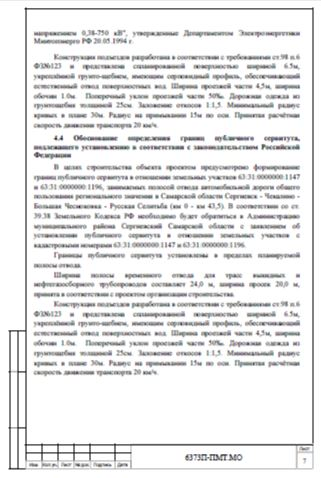 напряжением 0,38-750 кВ", утвержденные Департаментом Электроэнергетики
Минтопэнерго РФ 20.05.1994 г.
Конструкция подъездов разработана в соответствии с требованиями ст.98 п.6
ФЗ№123 и представлена спланированной поверхностью шириной 6.5м,
укреплённой грунто-щебнем, имеющим серповидный профиль, обеспечивающий
естественный отвод поверхностных вод. Ширина проезжей части 4,5м, ширина
обочин 1.0м. Поперечный уклон проезжей части 50‰. Дорожная одежда из
грунтощебня толщиной 25см. Заложение откосов 1:1,5. Минимальный радиус
кривых в плане 30м. Радиус на примыкании 15м по оси. Принятая расчётная
скорость движения транспорта 20 км/ч.
4.4 Обоснование определения границ публичного сервитута,
подлежащего установлению в соответствии с законодательством Российской
Федерации
В целях строительства объекта проектом предусмотрено формирование
границ публичного сервитута в отношении земельных участков 63:31:0000000:1147
и 63:31:0000000:1196, занимаемых полосой отвода автомобильной дороги общего
пользования регионального значения в Самарской области Сергиевск - Чекалино -
Большая Чесноковка - Русская Селитьба (км 0 - км 43,5). В соответствии со ст.
39.38 Земельного Кодекса РФ необходимо будет обратиться в Администрацию
муниципального района Сергиевский Самарской области с заявлением об
установлении публичного сервитута в отношении земельных участков с
кадастровыми номерами 63:31:0000000:1147 и 63:31:0000000:1196.
Границы публичного сервитута установлены в пределах планируемой
полосы отвода.
Ширина полосы временного отвода для трасс выкидных и
нефтегазосборного трубопроводов составляет 24,0 м, ширина проезда 20,0 м,
принята в соответствии с проектом организации строительства.
Конструкция подъездов разработана в соответствии с требованиями ст.98 п.6
ФЗ№123 и представлена спланированной поверхностью шириной 6.5м,
укреплённой грунто-щебнем, имеющим серповидный профиль, обеспечивающий
естественный отвод поверхностных вод. Ширина проезжей части 4,5м, ширина
обочин 1.0м. Поперечный уклон проезжей части 50‰. Дорожная одежда из
грунтощебня толщиной 25см. Заложение откосов 1:1,5. Минимальный радиус
кривых в плане 30м. Радиус на примыкании 15м по оси. Принятая расчётная
скорость движения транспорта 20 км/ч.
6373П-ПМТ.МО
Лист
7
Изм Кол.уч. Лист №док. Подпись Дата